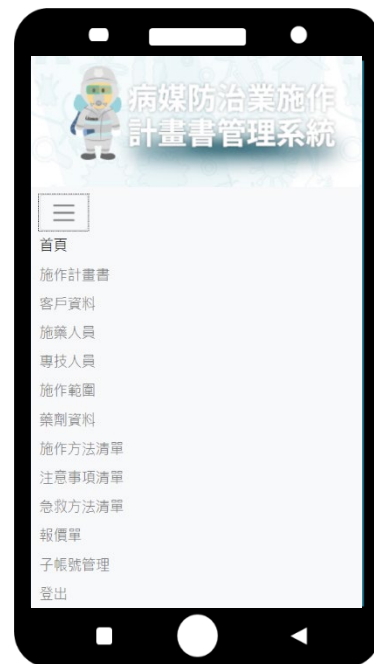 病媒防治業施作
計畫書管理系統
首頁
施作計畫書
客戶資料
施藥人員
專技人員
施作範圍
藥劑資料
施作方法清單
注意事項清單
急救方法清單
報價單
子帳號管理
登出